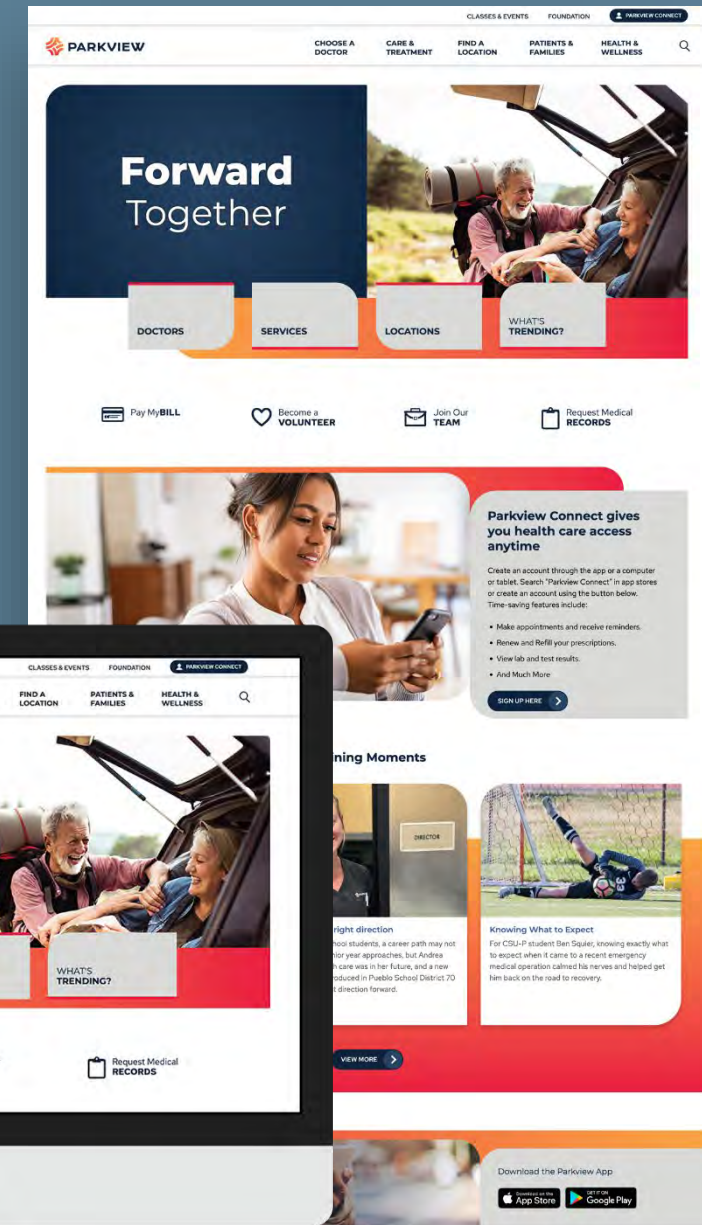 CLASSES & EVENTS FOUNDATION PARKVIEW CONNECT
PARKVIEW
CHOOSE A
DOCTOR
CARE &
TREATMENT
FIND A
LOCATION
PATIENTS &
FAMILIES
HEALTH &
WELLNESS
Forward
Together
DOCTORS
SERVICES
LOCATIONS
WHAT'S
TRENDING?
Pay MyBILL
Become a
VOLUNTEER
Join Our
TEAM
Request Medical
RECORDS
Parkview Connect gives
you health care access
anytime
Create an account through the app or a computer
or tablet. Search "Parkview Connect" in app stores
or create an account using the button below.
Time-saving features include:
• Make appointments and receive reminders.
• Renew and Refill your prescriptions.
• View lab and test results.
• And Much More
SIGN UP HERE
CLASSES & EVENTS FOUNDATION PARKVIEW CONNECT
FIND A
LOCATION
PATIENTS &
FAMILIES
HEALTH &
WELLNESS
WHAT'S
TRENDING?
Request Medical
RECORDS
ining Moments
DIRECTOR
33
right direction
hool students, a career path may not
nior year approaches, but Andrea
h care was in her future, and a new
roduced in Pueblo School District 70
t direction forward.
Knowing What to Expect
For CSU-P student Ben Squier, knowing exactly what
to expect when it came to a recent emergency
medical operation calmed his nerves and helped get
him back on the road to recovery.
VIEW MORE
Download the Parkview App
Download on the
App Store
GET IT ON
Google Play